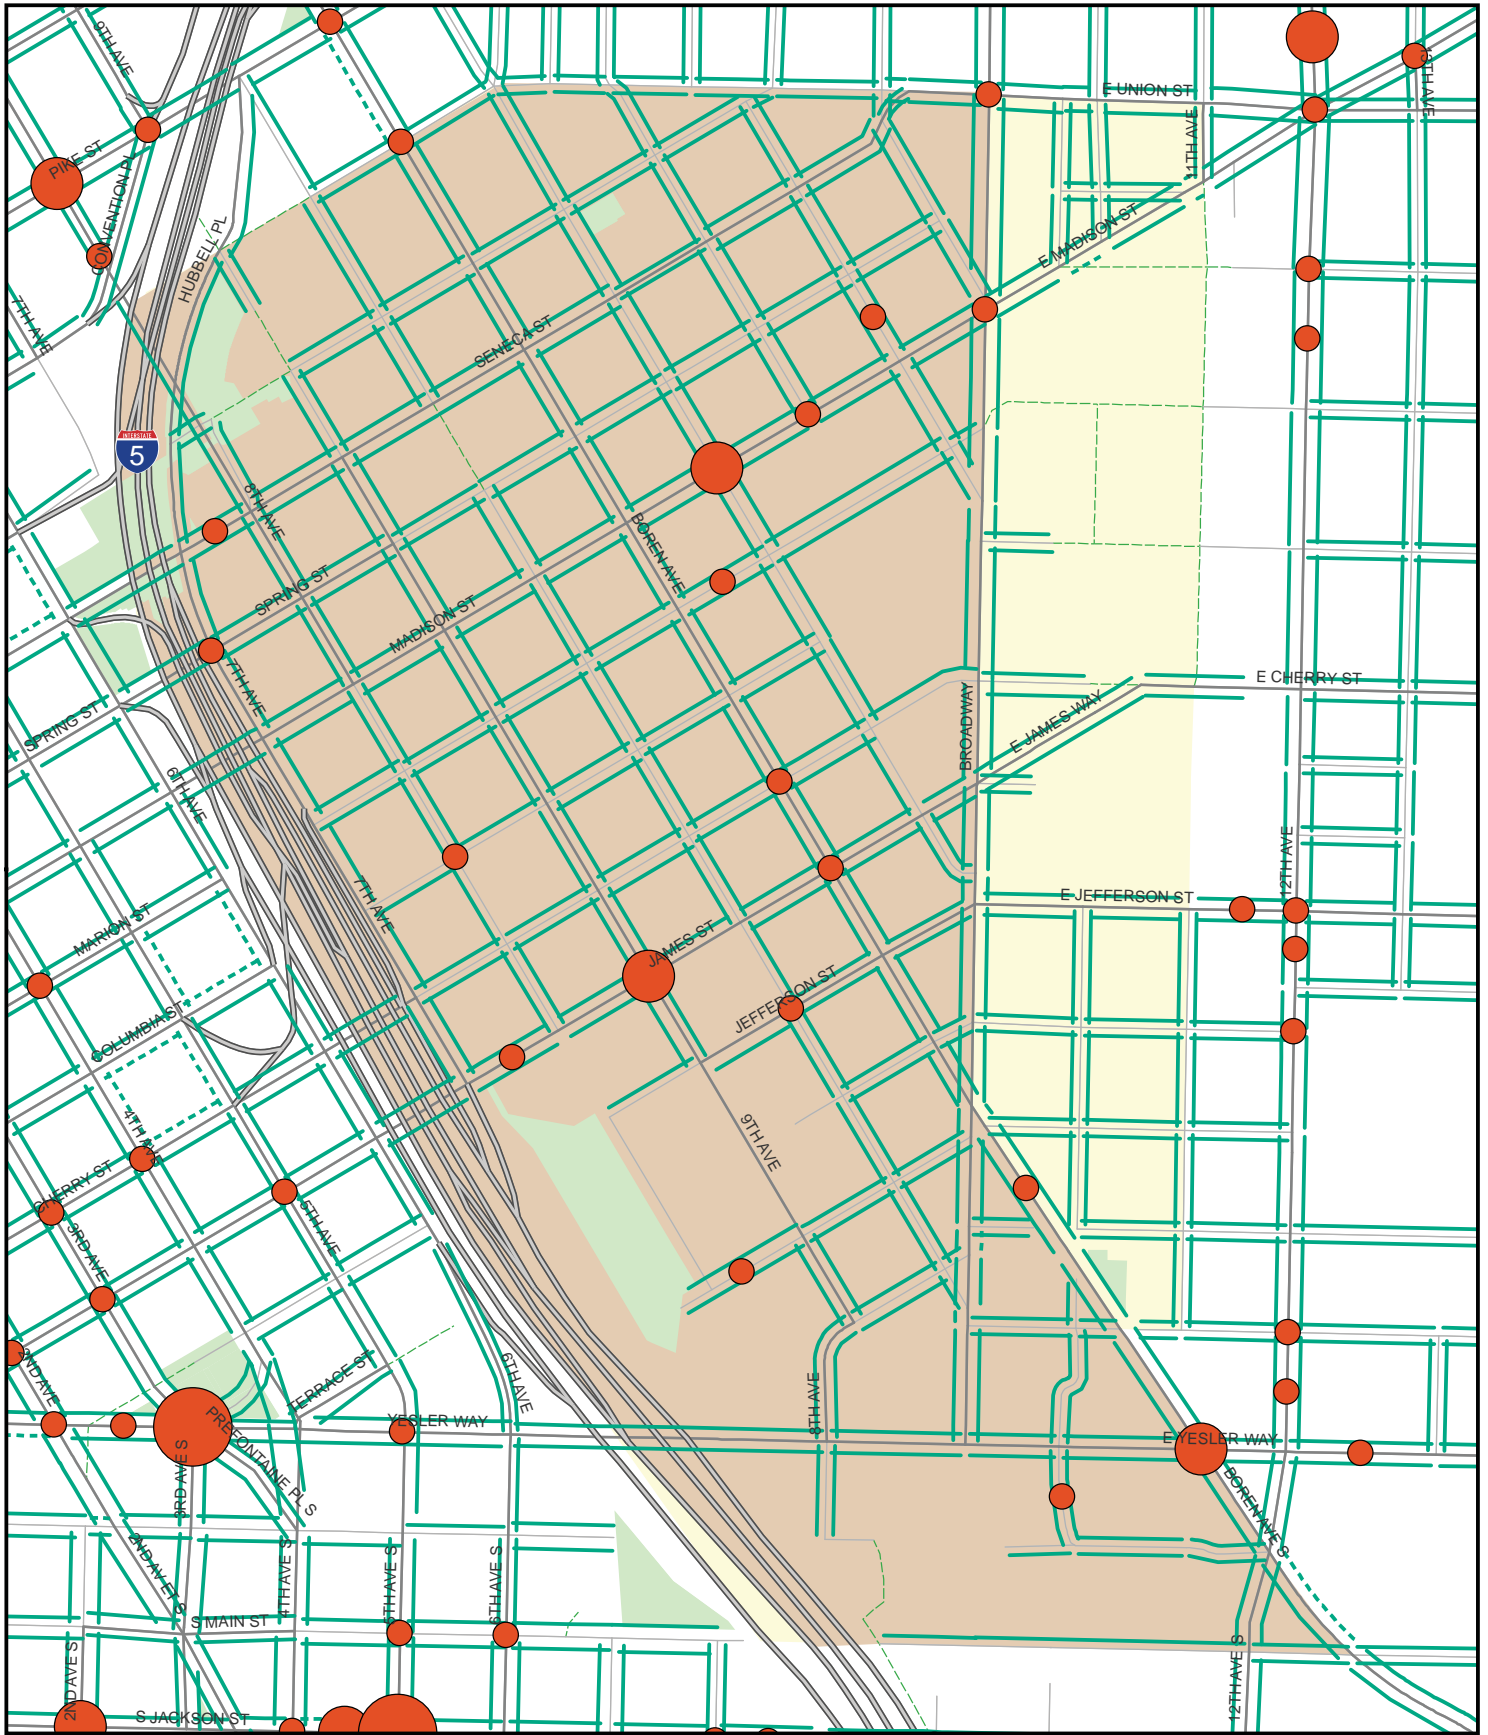 9TH AVE
E UNION ST
13TH AVE
11TH AVE
PIKE ST
CONVENTION PL
HUBBELL PL
E MADISON ST
7TH AVE
SENECA ST
INTERSTATE
5
8TH AVE
BOREN AVE
SPRING ST
MADISON ST
7TH AVE
E CHERRY ST
BROADWAY
E JAMES WAY
SPRING ST
6TH AVE
12TH AVE
7TH AVE
E JEFFERSON ST
MARION ST
JAMES ST
JEFFERSON ST
COLUMBIA ST
4TH AVE
9TH AVE
CHERRY ST
5TH AVE
3RD AVE
2ND AVE
TERRACE ST
6TH AVE
8TH AVE
YESLER WAY
E YESLER WAY
PREFONTAINE PL S
3RD AVE S
BOREN AVE S
2ND AV ET S
4TH AVE S
5TH AVE S
6TH AVE S
S MAIN ST
2ND AVE S
12TH AVE S
S JACKSON ST